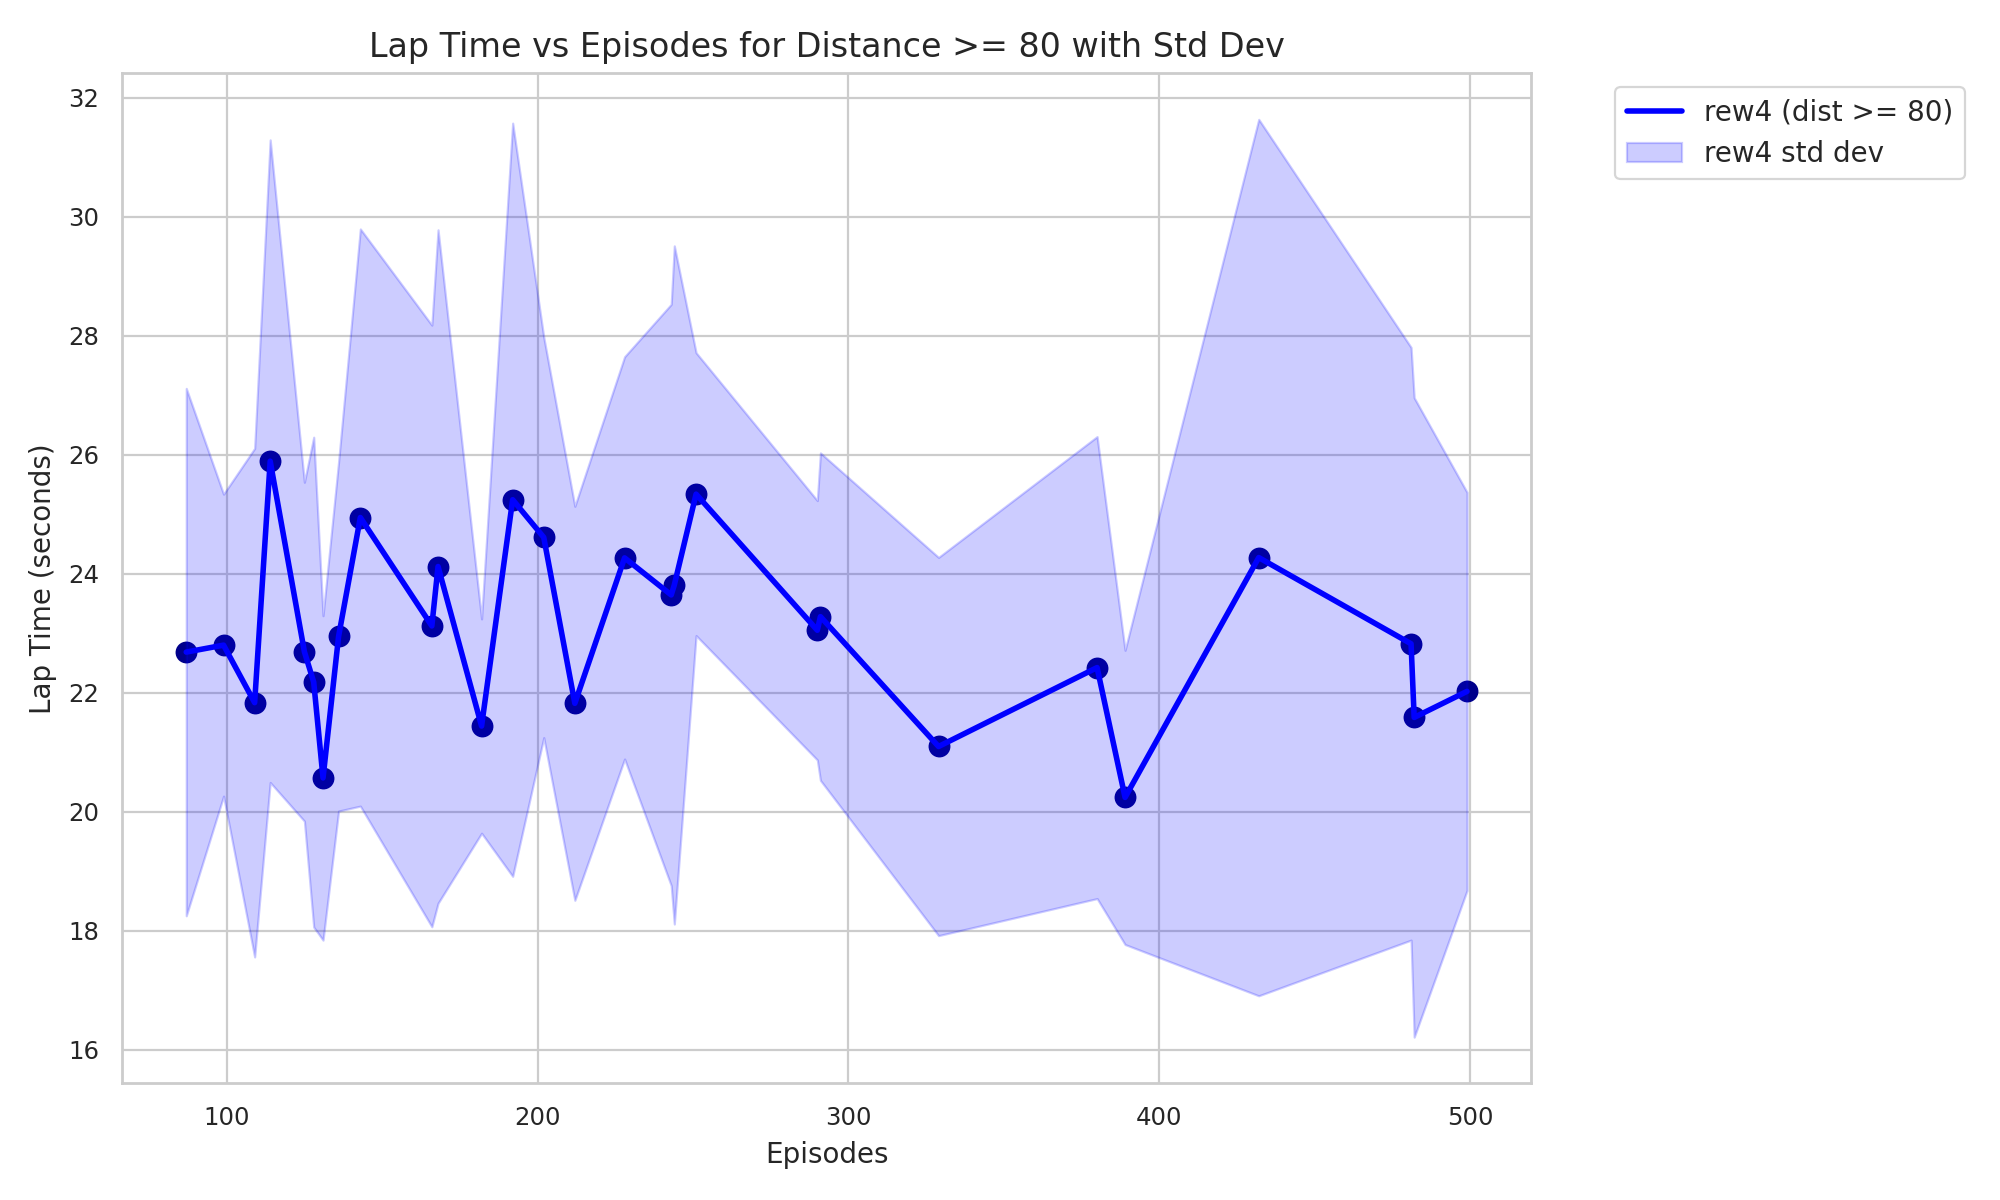 Lap Time vs Episodes for Distance >= 80 with Std Dev
rew4 (dist >= 80)
rew4 std dev
Lap Time (seconds)
32
30
28
26
24
22
20
18
16
100 200 300 400 500
Episodes